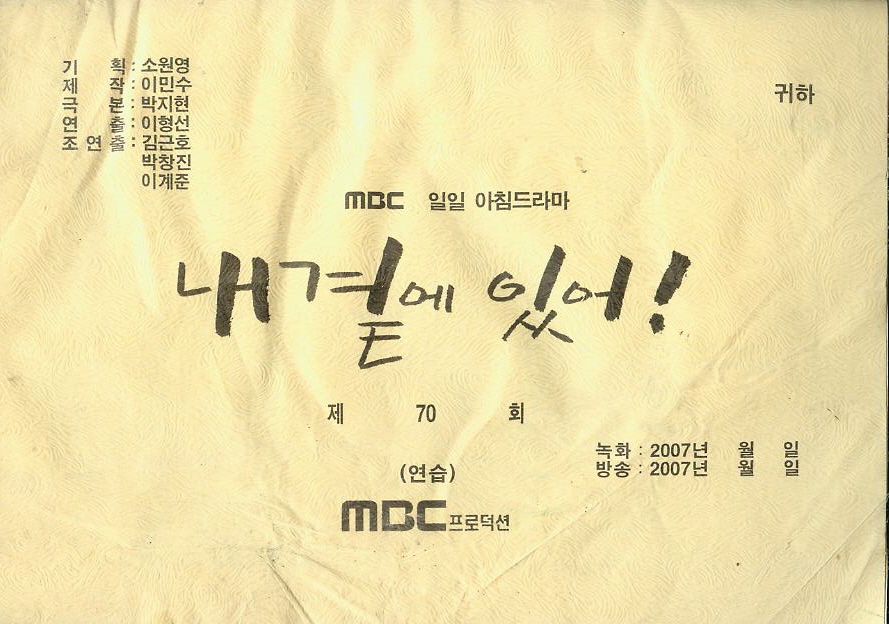 기 획 : 소원영
제 작 : 이민수
극 본 : 박지현
연 출 : 이형선
조 연 출 : 김근호
박창진
이계준
귀하
MBC 일일 아침드라마
내 곁에 있어!
제 70 회
녹화 : 2007년 월 일
방송 : 2007년 월 일
(연습)
MBC프로덕션